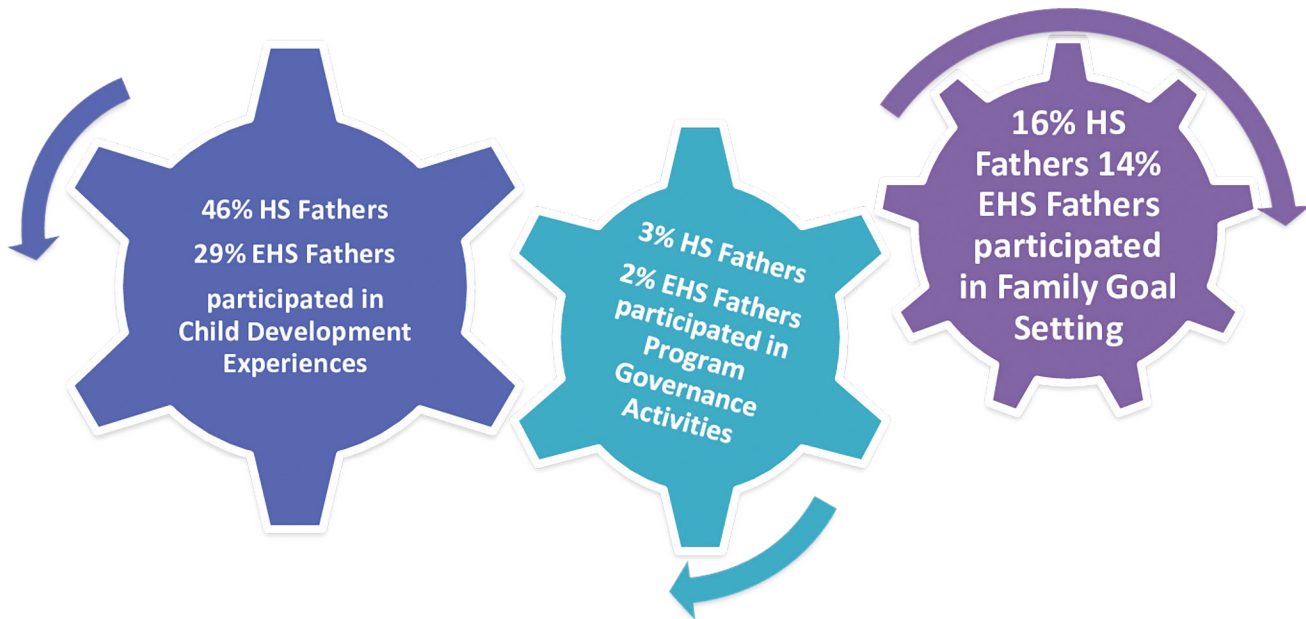 46% HS Fathers
29% EHS Fathers
participated in
Child Development
Experiences
3% HS Fathers
2% EHS Fathers
participated in
Program
Governance
Activities
16% HS
Fathers 14%
EHS Fathers
participated
in Family Goal
Setting